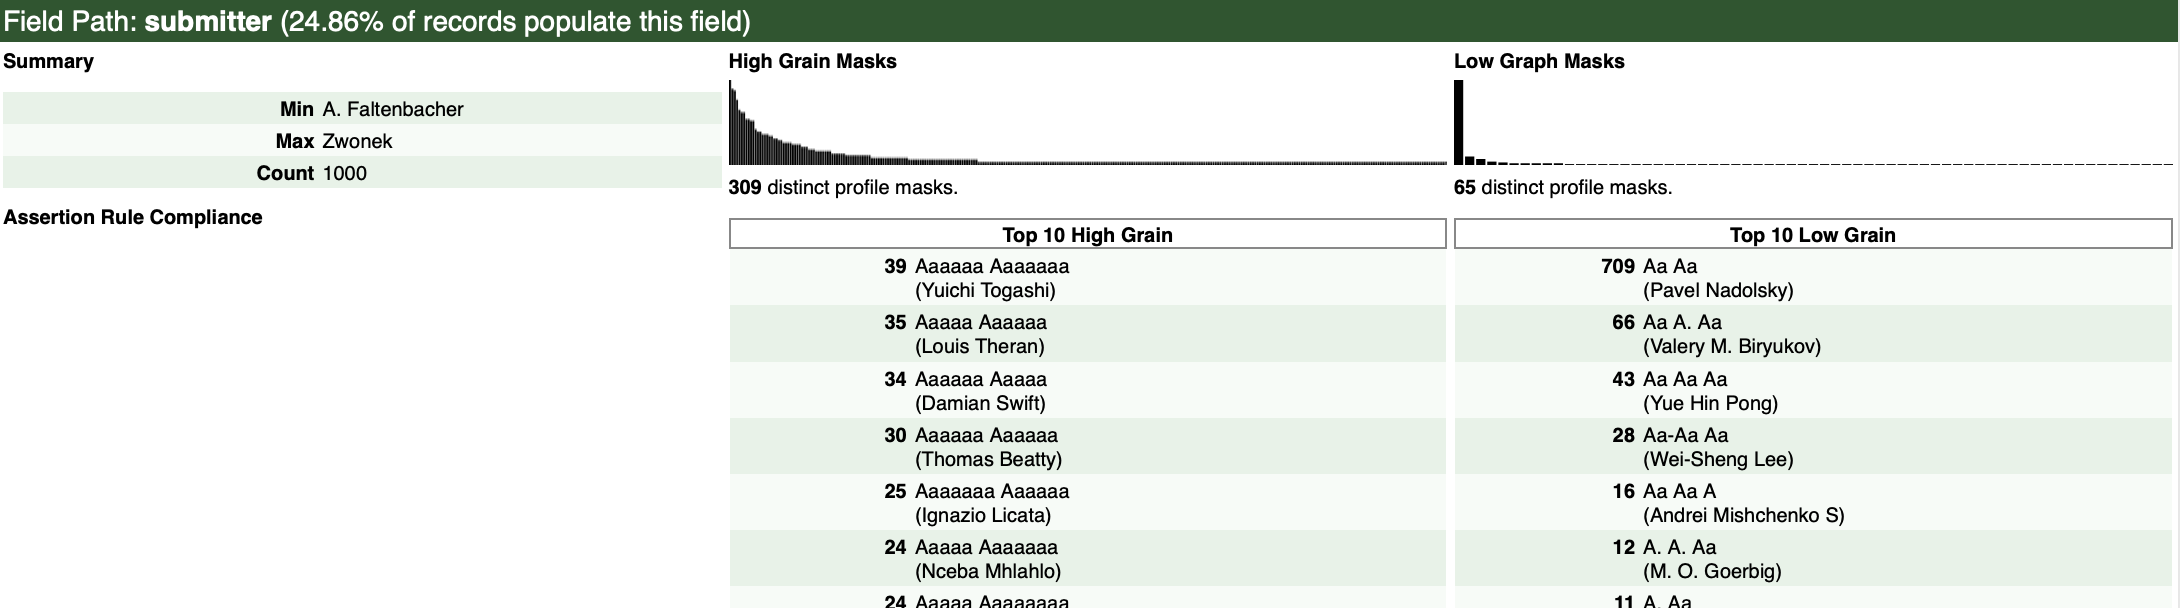 Field Path: submitter (24.86% of records populate this field)
Summary
Min A. Faltenbacher
Max Zwonek
Count 1000
Assertion Rule Compliance
High Grain Masks
309 distinct profile masks.
Top 10 High Grain
39 Aaaaaa Aaaaaaa
(Yuichi Togashi)
35 Aaaaa Aaaaaa
(Louis Theran)
34 Aaaaaa Aaaaa
(Damian Swift)
30 Aaaaaa Aaaaaa
(Thomas Beatty)
25 Aaaaaaa Aaaaaa
(Ignazio Licata)
24 Aaaaa Aaaaaaa
(Nceba Mhlahlo)
24 Aaaaa Aaaaaaaa
Low Graph Masks
65 distinct profile masks.
Top 10 Low Grain
709 Aa Aa
(Pavel Nadolsky)
66 Aa A. Aa
(Valery M. Biryukov)
43 Aa Aa Aa
(Yue Hin Pong)
28 Aa-Aa Aa
(Wei-Sheng Lee)
16 Aa Aa A
(Andrei Mishchenko S)
12 A. A. Aa
(M. O. Goerbig)
11 A. Aa